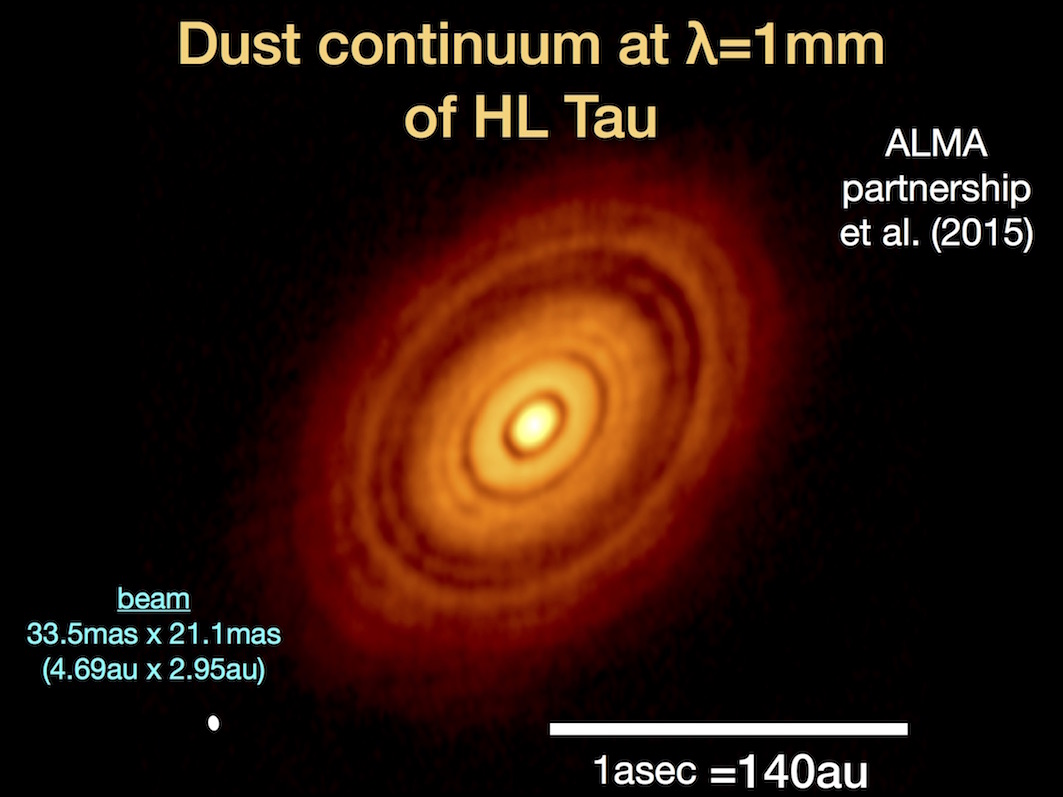 Dust continuum at λ=1mm
of HL Tau
ALMA
partnership
et al. (2015)
beam
33.5mas x 21.1mas
(4.69au x 2.95au)
1asec =140au